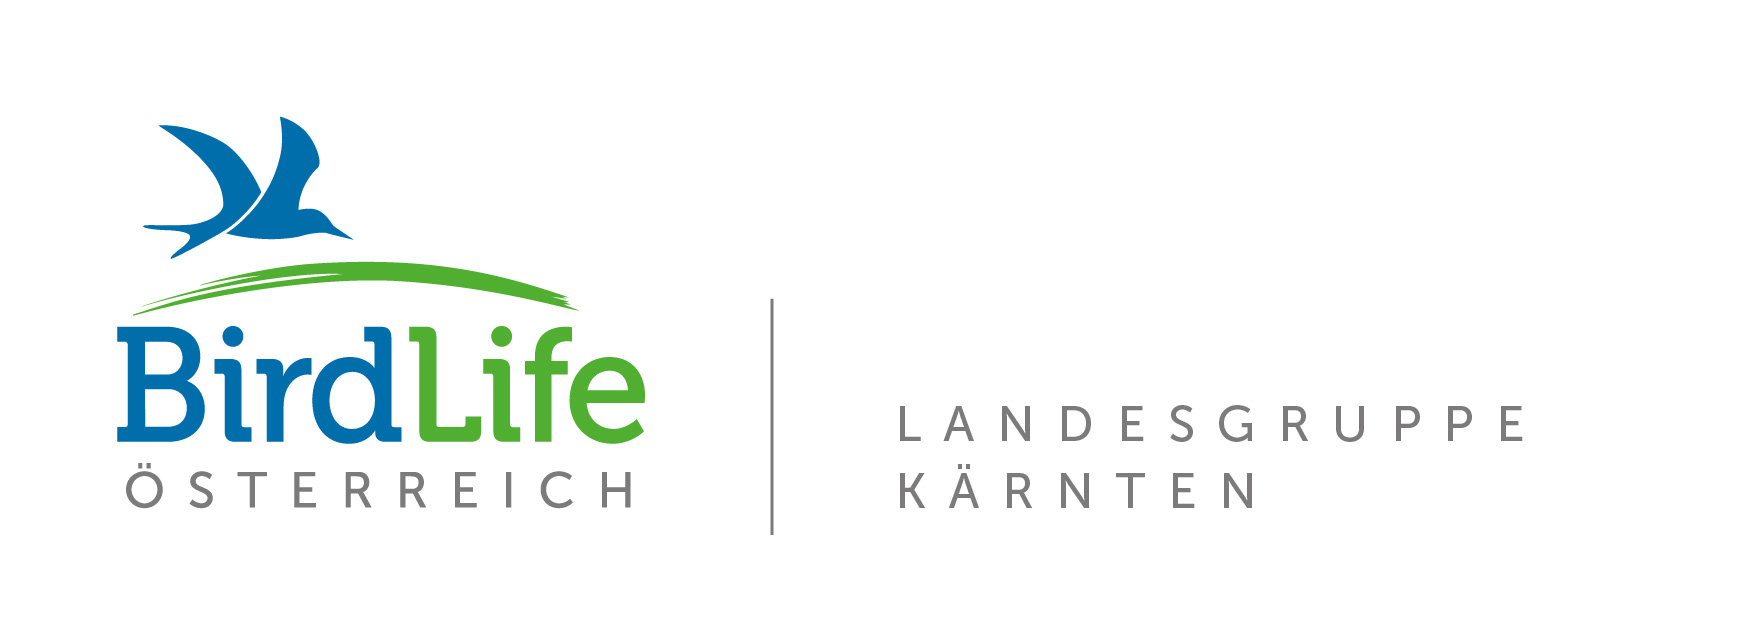 BirdLife
ÖSTERREICH
LANDESGRUPPE
KÄRNTEN